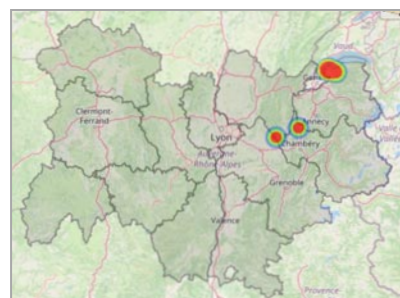 Clermont-
Ferrand
Lyon
Auvergne-
Rhône-Alpes
Annecy
Chambéry
Grenoble
Valence
Provence-